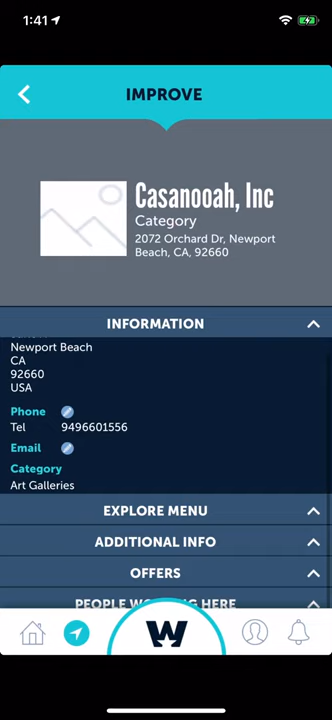 1:41
IMPROVE
Casanooah, Inc
Category
2072 Orchard Dr, Newport
Beach, CA, 92660
INFORMATION
Newport Beach
CA
92660
USA
Phone
Tel 9496601556
Email
Category
Art Galleries
EXPLORE MENU
ADDITIONAL INFO
OFFERS
PEOPLE WORKING HERE
W